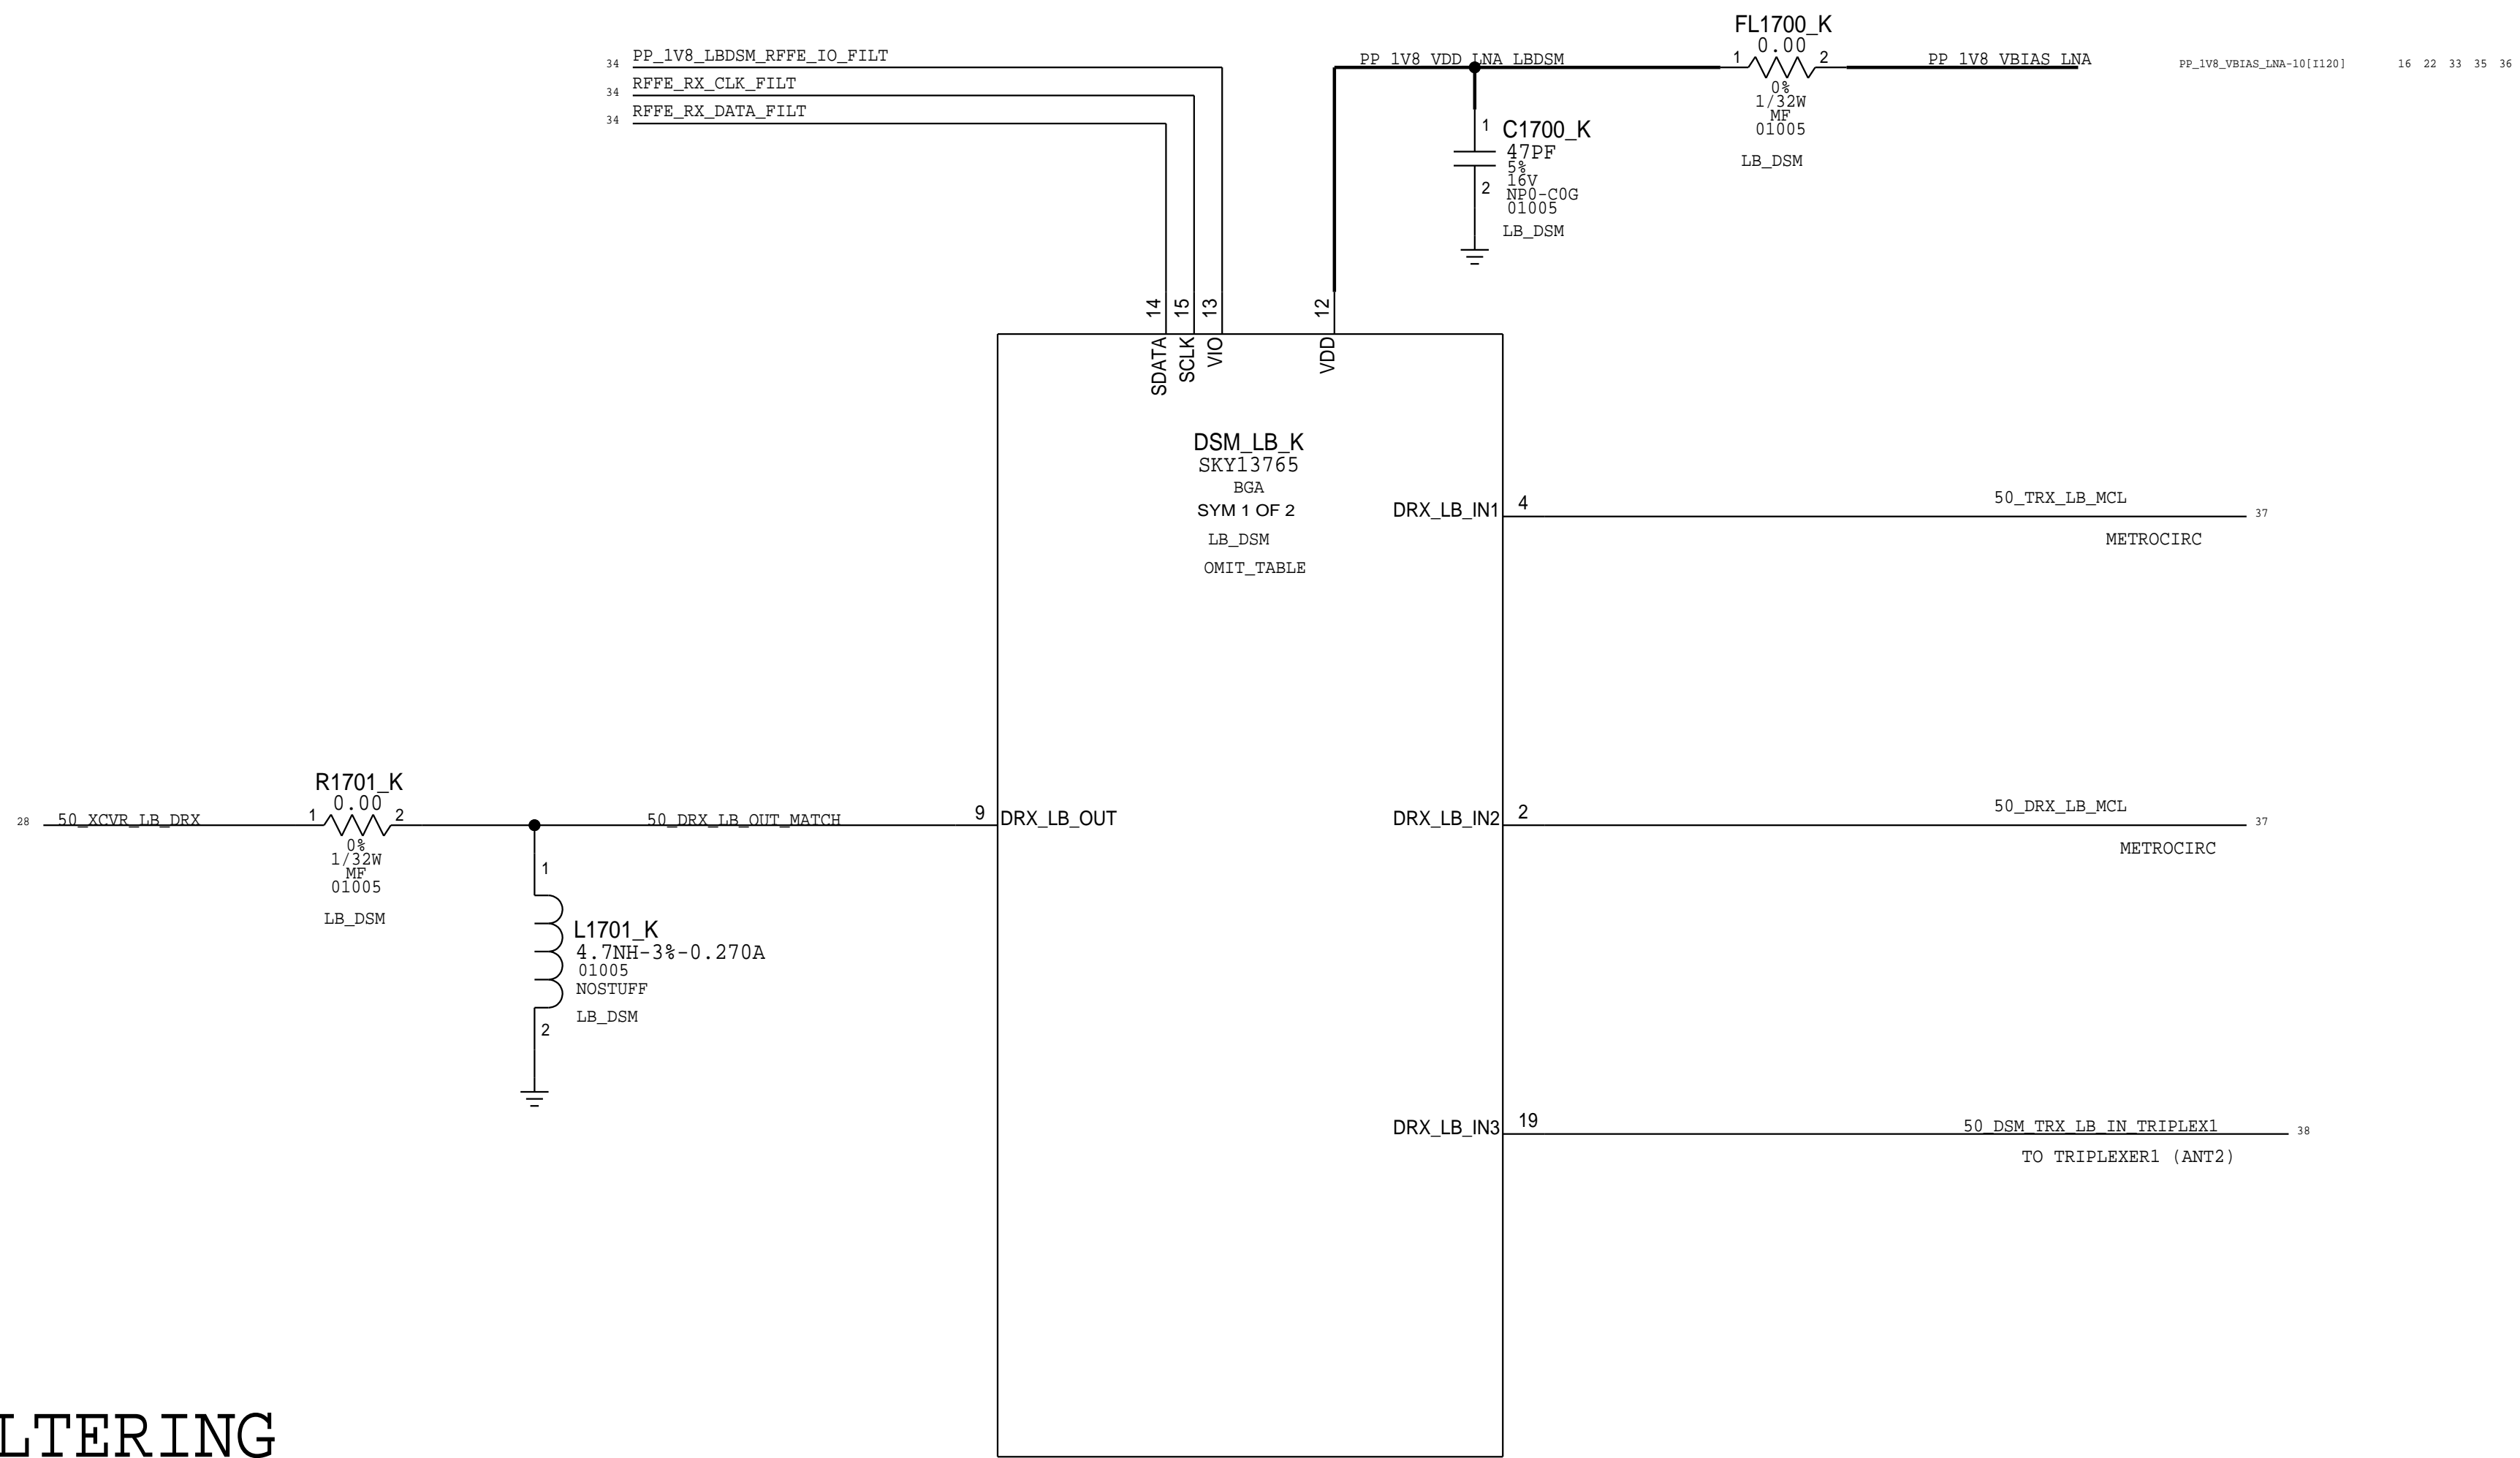 FL1700_K
0.00
1 2
0%
1/32W
MF
01005
LB_DSM
34 PP_1V8_LBDSM_RFFE_IO_FILT
34 RFFE_RX_CLK_FILT
34 RFFE_RX_DATA_FILT
PP_1V8_VDD_LNA_LBDSM
PP_1V8_VBIAS_LNA
PP_1V8_VBIAS_LNA-10[I120] 16 22 33 35 36
1
C1700_K
47PF
5%
16V
2
NP0-C0G
01005
LB_DSM
14 15 13 12
SDATA SCLK VIO VDD
DSM_LB_K
SKY13765
BGA
SYM 1 OF 2
LB_DSM
OMIT_TABLE
DRX_LB_IN1 4 50_TRX_LB_MCL 37
METROCIRC
R1701_K
0.00
28 50_XCVR_LB_DRX 1 2 50_DRX_LB_OUT_MATCH 9 DRX_LB_OUT
0%
1/32W
MF
01005
LB_DSM
DRX_LB_IN2 2 50_DRX_LB_MCL 37
METROCIRC
1
L1701_K
4.7NH-3%-0.270A
01005
NOSTUFF
LB_DSM
2
DRX_LB_IN3 19 50_DSM_TRX_LB_IN_TRIPLEX1 38
TO TRIPLEXER1 (ANT2)
LTERING